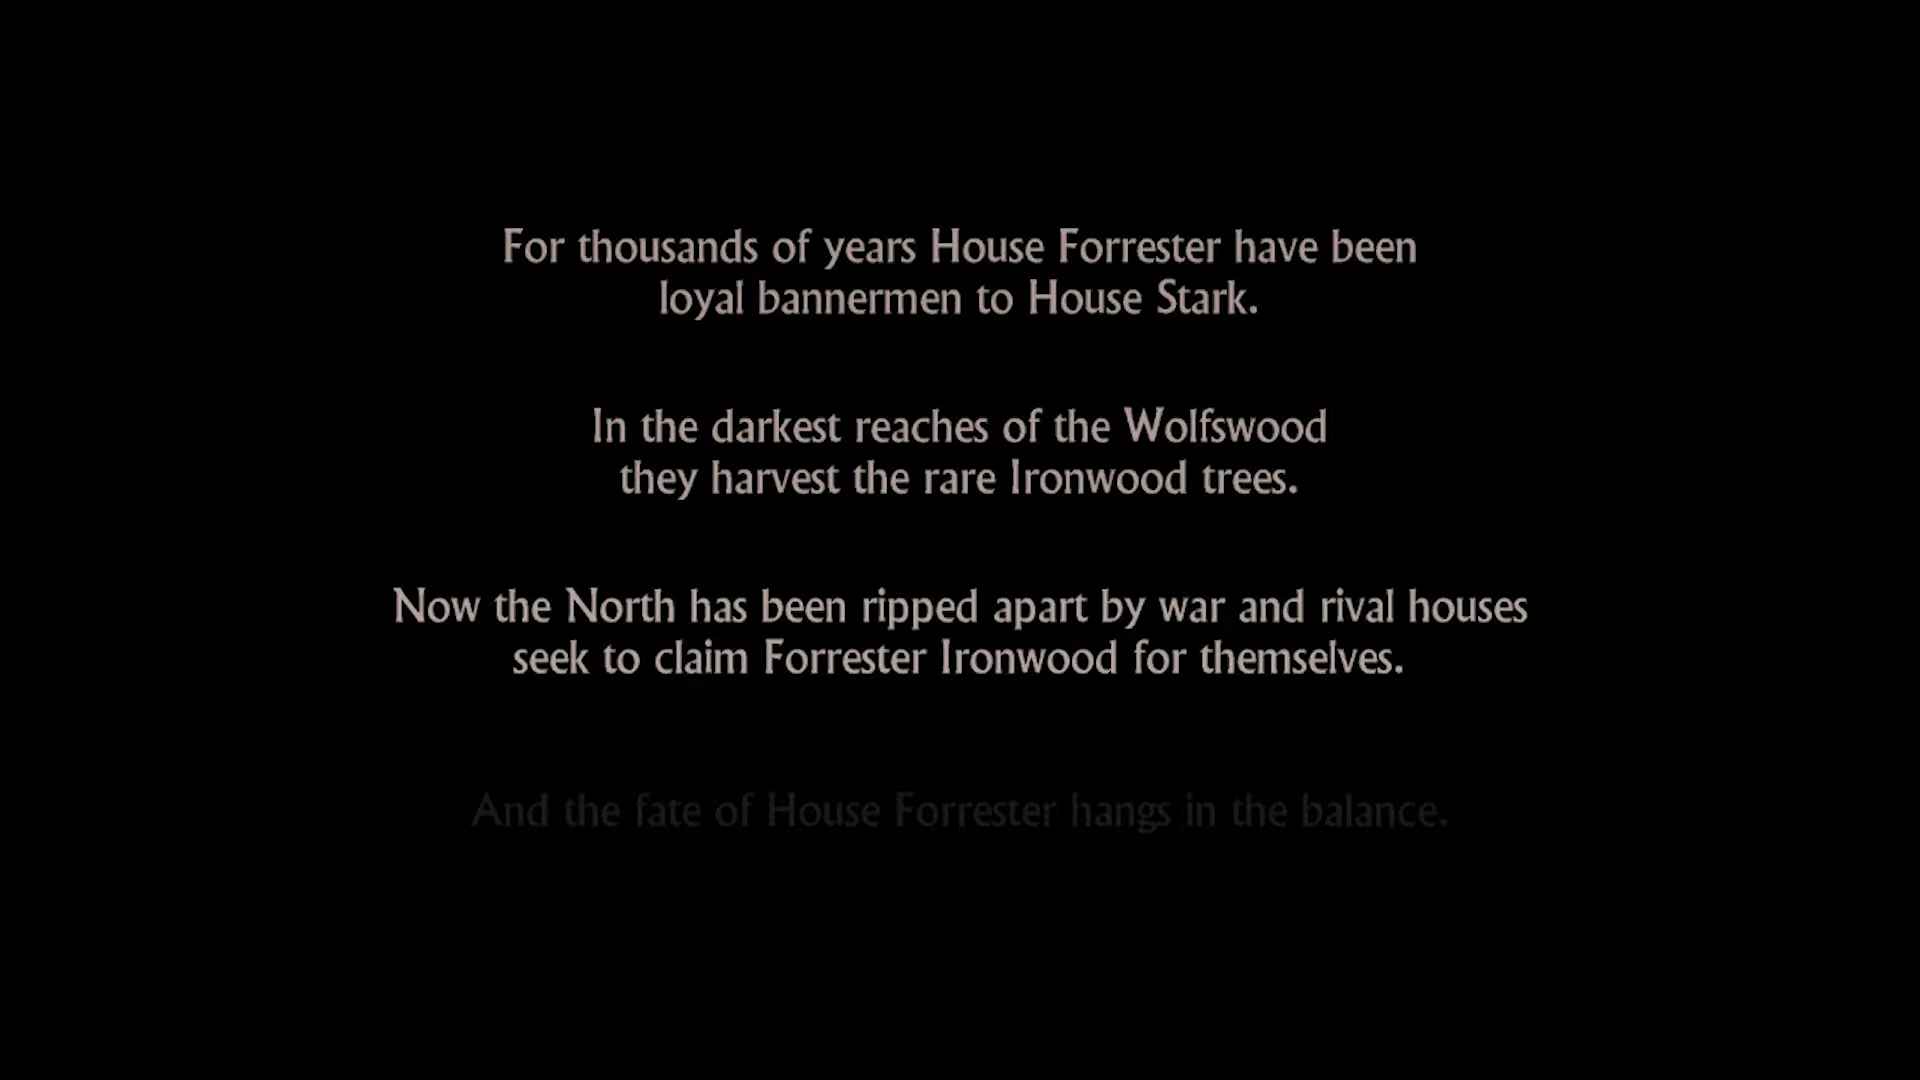 For thousands of years House Forrester have been
loyal bannermen to House Stark.
In the darkest reaches of the Wolfswood
they harvest the rare Ironwood trees.
Now the North has been ripped apart by war and rival houses
seek to claim Forrester Ironwood for themselves.
And the fate of House Forrester hangs in the balance.